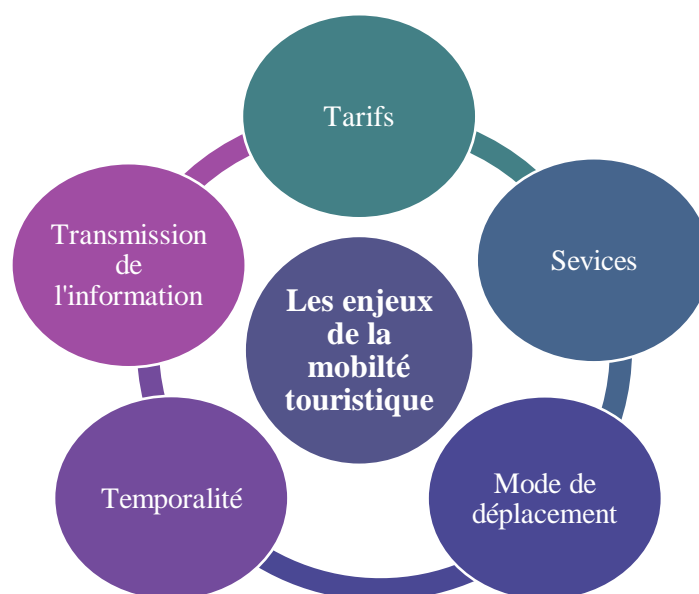 Tarifs
Sevices
Mode de
déplacement
Temporalité
Transmission
de
l'information
Les enjeux
de la
mobilté
touristique